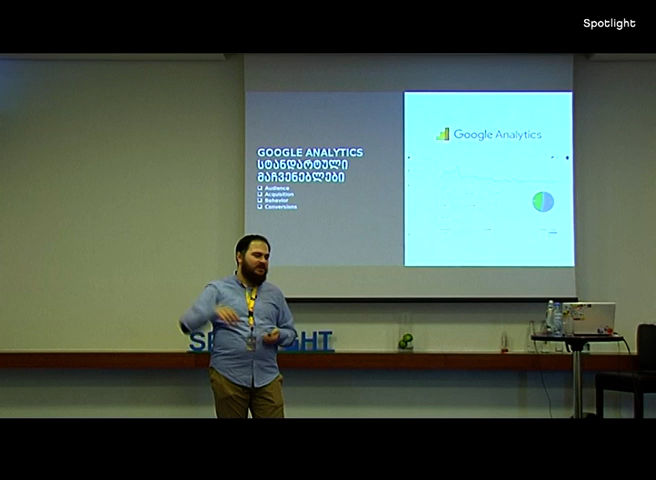 Spotlight
GOOGLE ANALYTICS
ᲡᲢᲐᲜᲓᲐᲠᲢᲣᲚᲘ
ᲛᲐᲩᲕᲔᲜᲔᲑᲚᲔᲑᲘ
Audience
Acquisition
Behavior
Conversions
Google Analytics